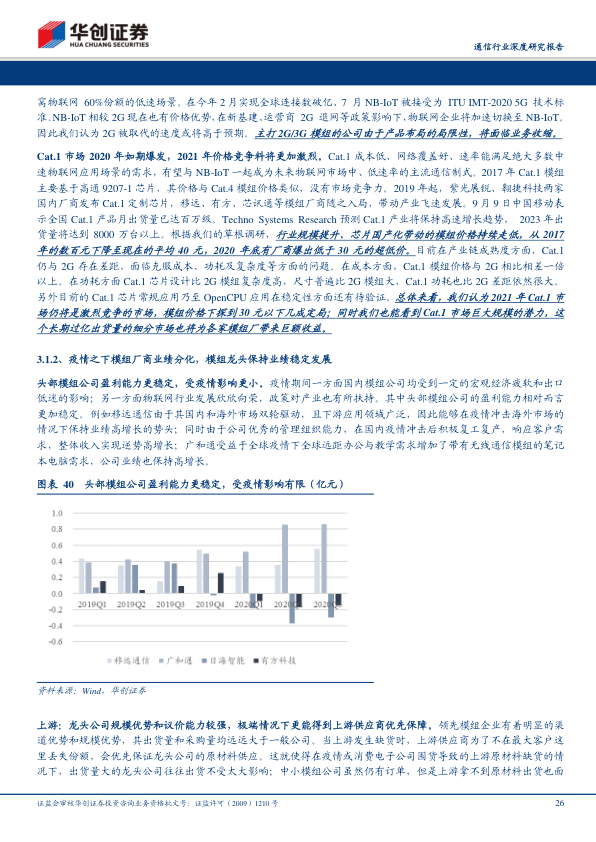 华创证券
HUA CHUANG SECURITIES
通信行业深度研究报告
窝物联网 60%份额的低速场景。在今年 2 月实现全球连接数破亿、7 月 NB-IoT 被接受为 ITU IMT-2020 5G 技术标
准、NB-IoT 相较 2G 现在也有价格优势、在新基建、运营商 2G 退网等政策影响下，物联网企业将加速切换至 NB-IoT。
因此我们认为 2G 被取代的速度或将高于预期。主打 2G/3G 模组的公司由于产品布局的局限性，将面临业务收缩。
Cat.1 市场 2020 年如期爆发，2021 年价格竞争料将更加激烈。Cat.1 成本低、网络覆盖好、速率能满足绝大多数中
速物联网应用场景的需求，有望与 NB-IoT 一起成为未来物联网市场中、低速率的主流通信制式。2017 年 Cat.1 模组
主要基于高通 9207-1 芯片，其价格与 Cat.4 模组价格类似，没有市场竞争力。2019 年起，紫光展锐、翱捷科技两家
国内厂商发布 Cat.1 定制芯片，移远、有方、芯讯通等模组厂商随之入局，带动产业飞速发展。9 月 9 日中国移动表
示全国 Cat.1 产品月出货量已达百万级。Techno Systems Research 预测 Cat.1 产业将保持高速增长趋势， 2023 年出
货量将达到 8000 万台以上。根据我们的草根调研，行业规模提升、芯片国产化带动的模组价格持续走低，从 2017
年的数百元下降至现在的平均 40 元，2020 年底有厂商爆出低于 30 元的超低价。目前在产业链成熟度方面，Cat.1
仍与 2G 存在差距，面临克服成本、功耗及复杂度等方面的问题。在成本方面，Cat.1 模组价格与 2G 相比相差一倍
以上。在功耗方面 Cat.1 芯片设计比 2G 模组复杂度高，尺寸普遍比 2G 模组大，Cat.1 功耗也比 2G 差距依然很大。
另外目前的 Cat.1 芯片常规应用乃至 OpenCPU 应用在稳定性方面还有待验证。总体来看，我们认为 2021 年 Cat.1 市
场仍将是激烈竞争的市场，模组价格下探到 30 元以下几成定局；同时我们也能看到 Cat.1 市场巨大规模的潜力，这
个长期过亿出货量的细分市场也将为各家模组厂带来巨额收益。
3.1.2、疫情之下模组厂商业绩分化，模组龙头保持业绩稳定发展
头部模组公司盈利能力更稳定，受疫情影响更小。疫情期间一方面国内模组公司均受到一定的宏观经济疲软和出口
低迷的影响；另一方面物联网行业发展欣欣向荣，政策对产业也有所扶持。其中头部模组公司的盈利能力相对而言
更加稳定。例如移远通信由于其国内和海外市场双轮驱动，且下游应用领域广泛，因此能够在疫情冲击海外市场的
情况下保持业绩高增长的势头；同时由于公司优秀的管理组织能力，在国内疫情冲击后积极复工复产，响应客户需
求，整体收入实现逆势高增长；广和通受益于全球疫情下全球远距办公与教学需求增加了带有无线通信模组的笔记
本电脑需求，公司业绩也保持高增长。
图表 40 头部模组公司盈利能力更稳定，受疫情影响有限（亿元）
1.0
0.8
0.6
0.4
0.2
0.0
-0.2
-0.4
-0.6
2019Q1 2019Q2 2019Q3 2019Q4 2020Q1 2020Q2 2020Q3
移远通信 广和通 日海智能 有方科技
资料来源：Wind，华创证券
上游：龙头公司规模优势和议价能力较强，极端情况下更能得到上游供应商优先保障。领先模组企业有着明显的渠
道优势和规模优势，其出货量和采购量均远远大于一般公司。当上游发生缺货时，上游供应商为了不在最大客户这
里丢失份额，会优先保证龙头公司的原材料供应。这就使得在疫情或消费电子公司囤货导致的上游原材料缺货的情
况下，出货量大的龙头公司往往出货不受太大影响；中小模组公司虽然仍有订单，但是上游拿不到原材料出货也面
证监会审核华创证券投资咨询业务资格批文号：证监许可（2009）1210 号
26